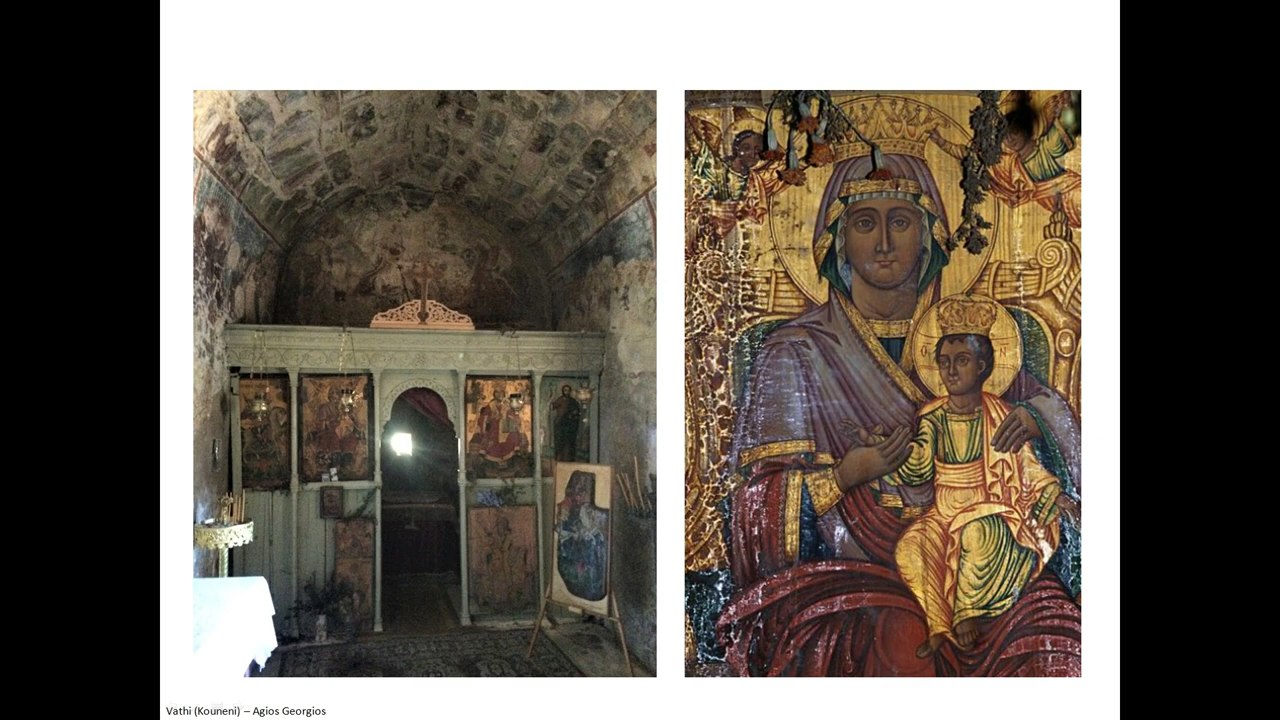 Ο Ν
Vathi (Kouneni) – Agios Georgios